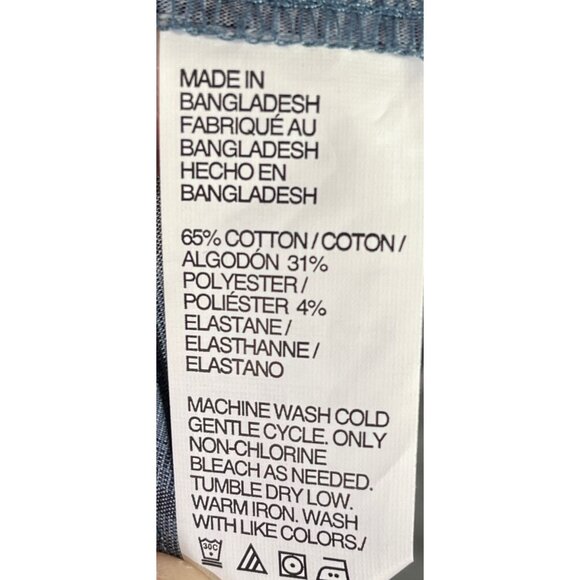 MADE IN
BANGLADESH
FABRIQUÉ AU
BANGLADESH
HECHO EN
BANGLADESH
65% COTTON / COTON /
ALGODÓN 31%
POLYESTER /
POLIÉSTER 4%
ELASTANE /
ELASTHANNE /
ELASTANO
MACHINE WASH COLD
GENTLE CYCLE. ONLY
NON-CHLORINE
BLEACH AS NEEDED.
TUMBLE DRY LOW.
WARM IRON. WASH
WITH LIKE COLORS./
30C